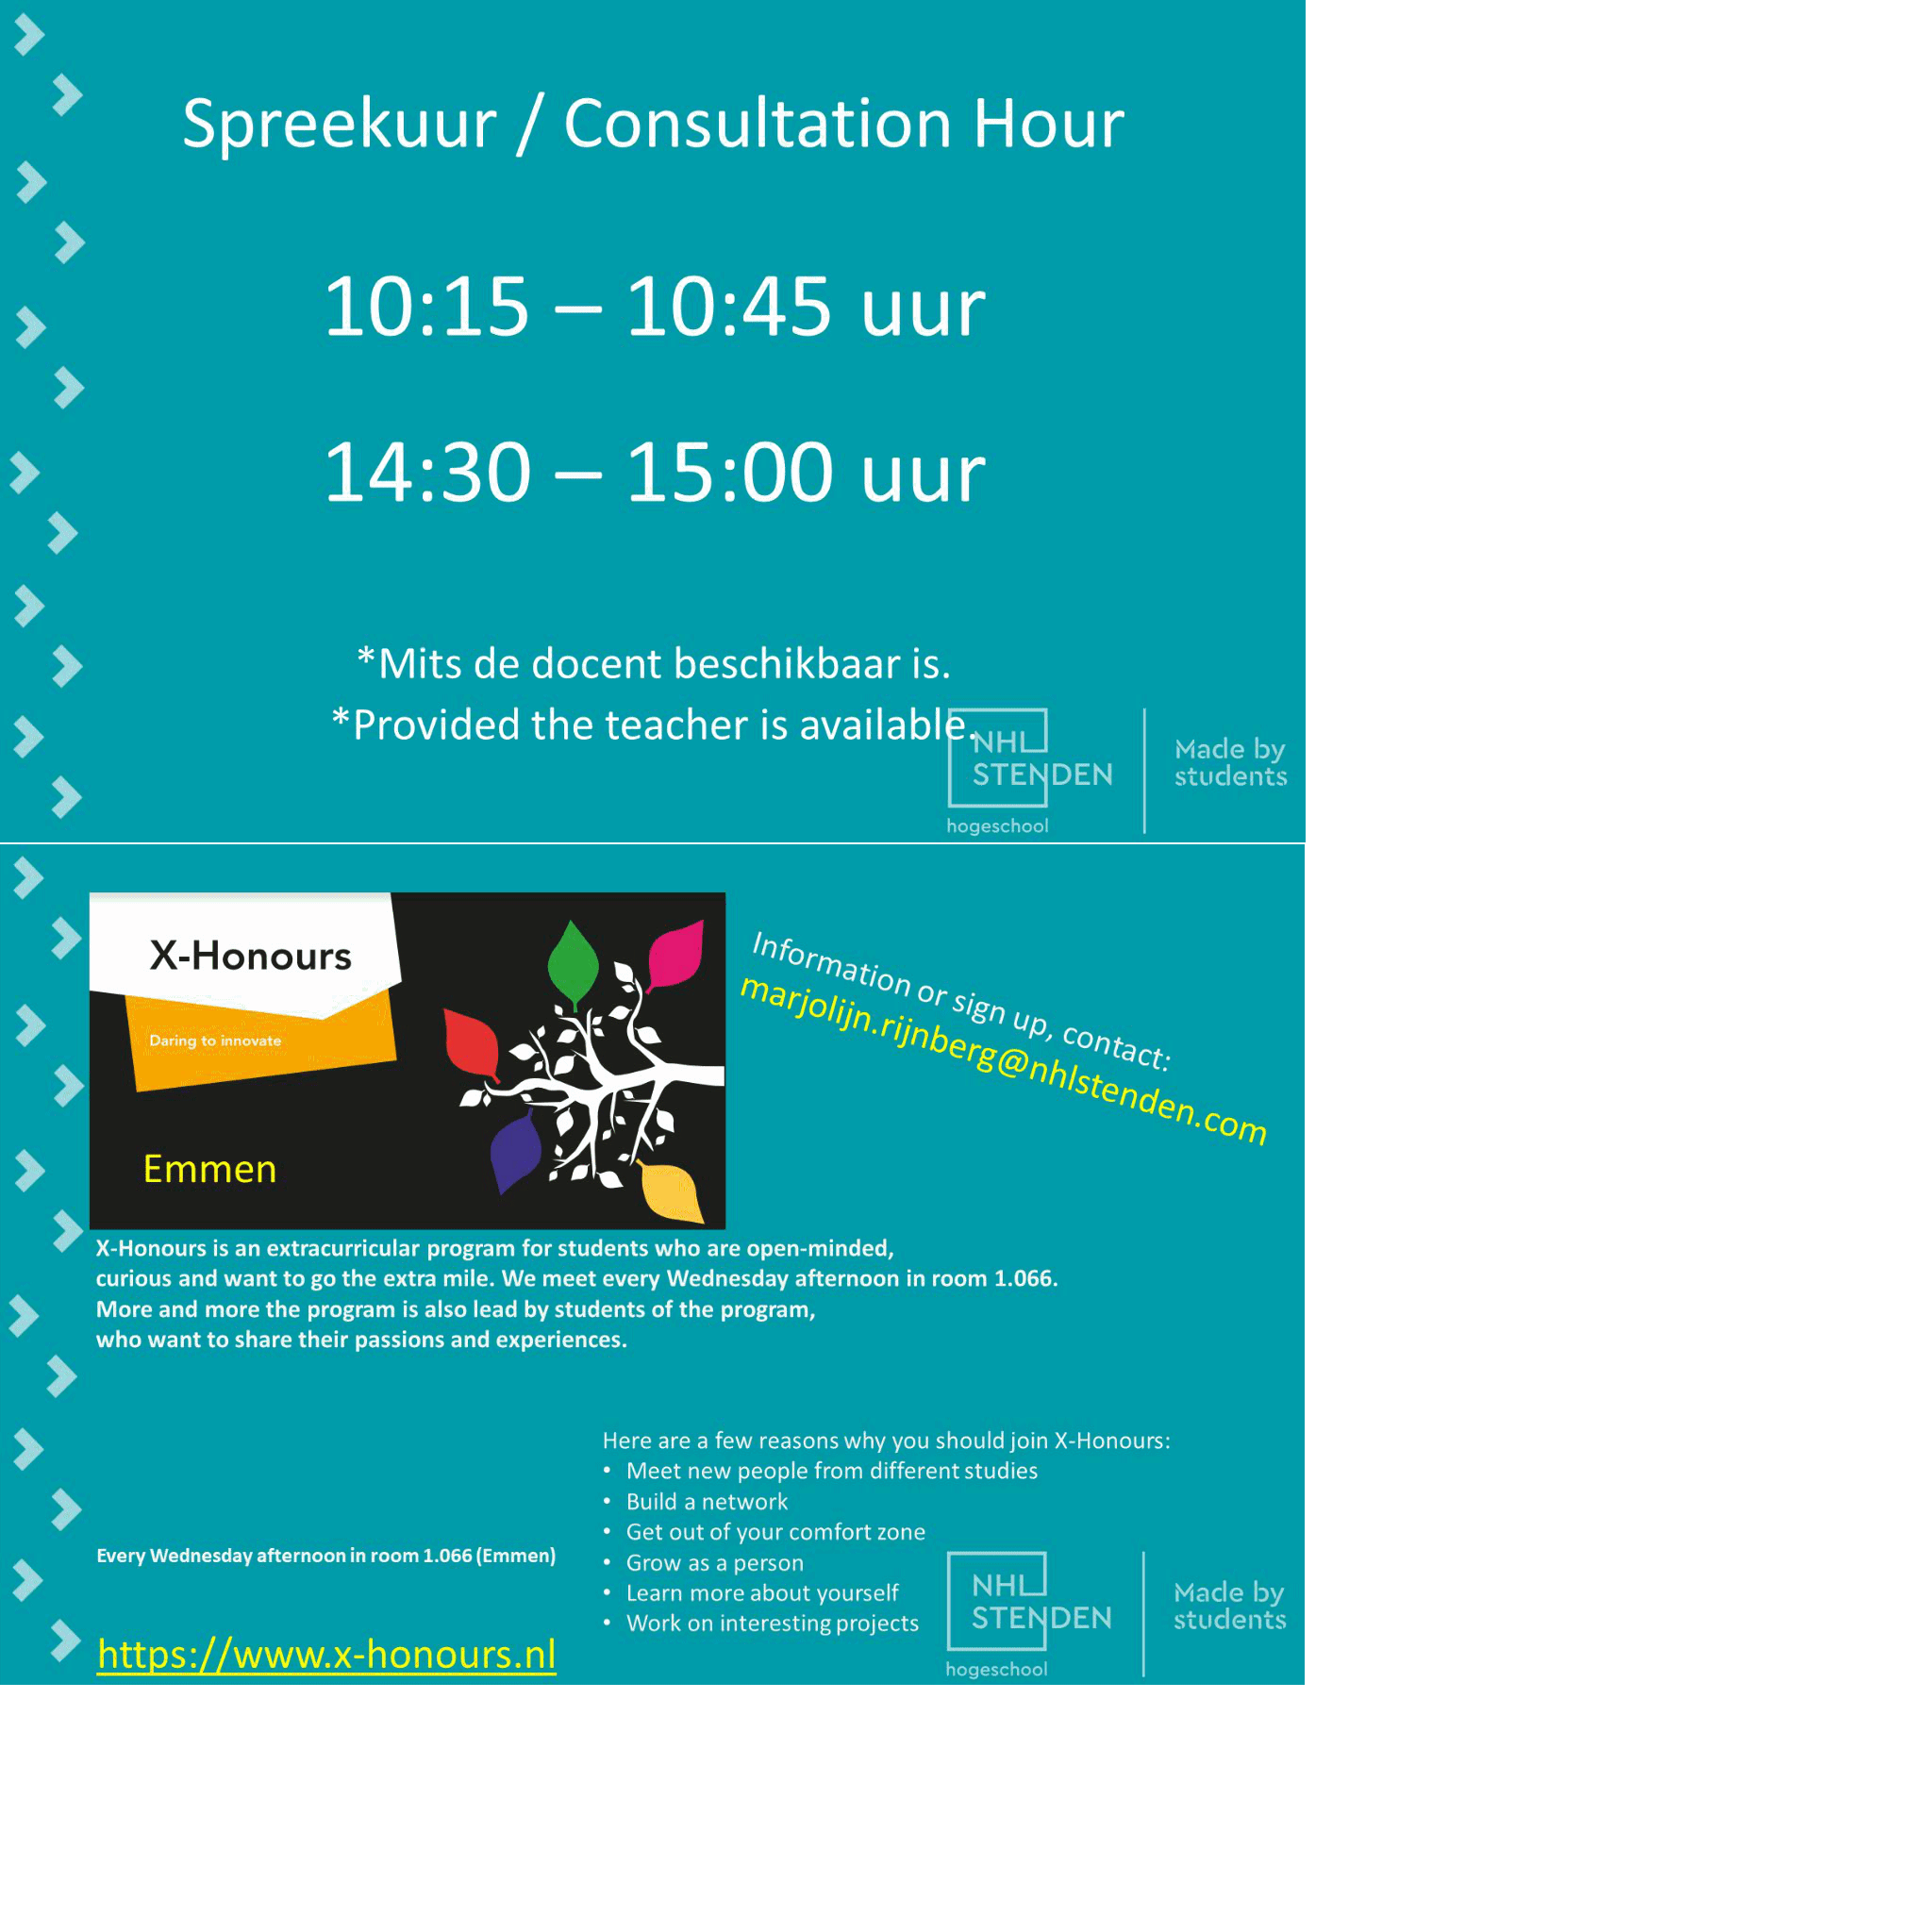 Spreekuur / Consultation Hour
10:15 – 10:45 uur
14:30 – 15:00 uur
*Mits de docent beschikbaar is.
*Provided the teacher is available.
NHL
STENDEN
hogeschool
Made by
students
X-Honours
Daring to innovate
Emmen
Information or sign up, contact:
marjolijn.rijnberg@nhlstenden.com
X-Honours is an extracurricular program for students who are open-minded,
curious and want to go the extra mile. We meet every Wednesday afternoon in room 1.066.
More and more the program is also lead by students of the program,
who want to share their passions and experiences.
Here are a few reasons why you should join X-Honours:
• Meet new people from different studies
• Build a network
• Get out of your comfort zone
• Grow as a person
• Learn more about yourself
• Work on interesting projects
Every Wednesday afternoon in room 1.066 (Emmen)
https://www.x-honours.nl
NHL
STENDEN
hogeschool
Made by
students